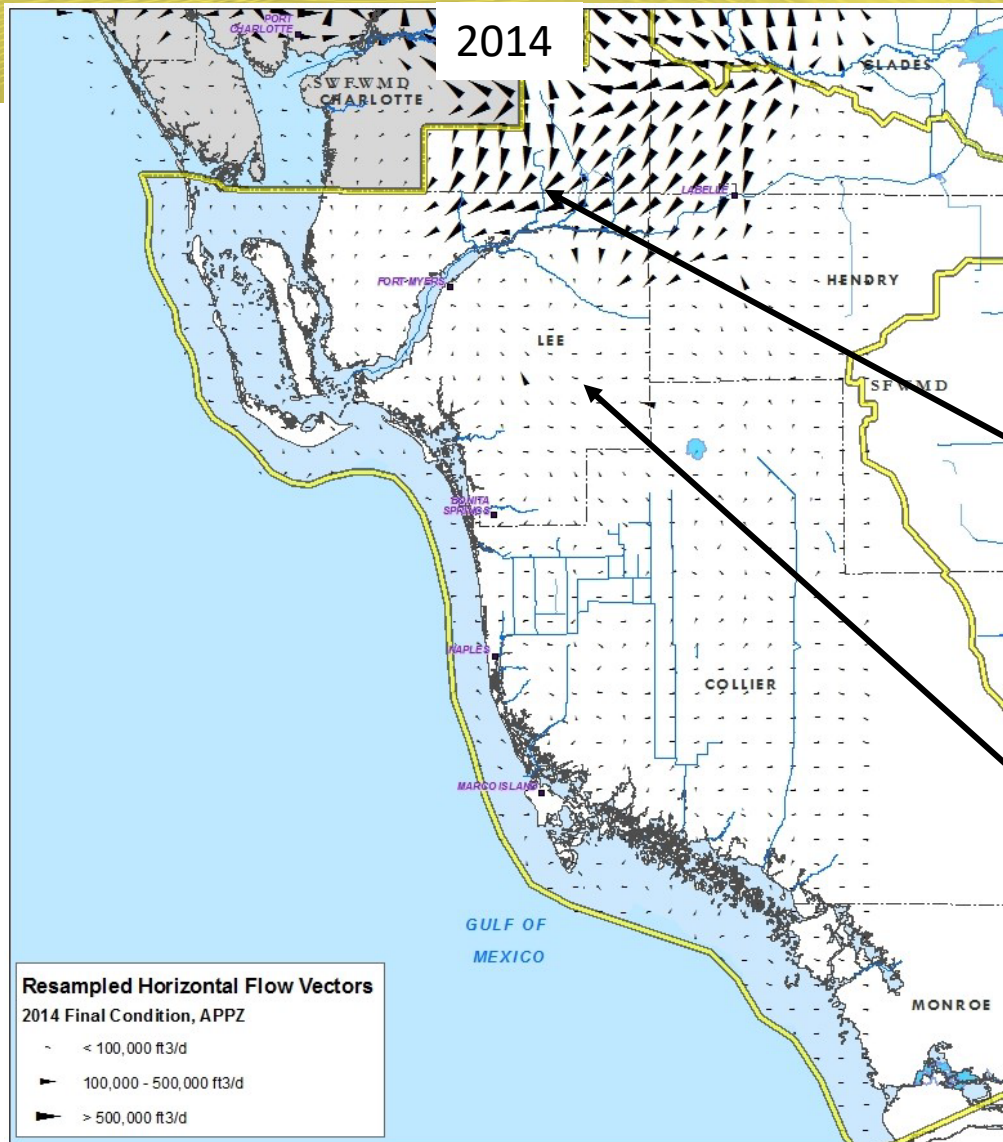 2014
PORT
CHARLOTTE
SWFWMD
CHARLOTTE
GLADES
LABELLE
FORT MYERS
HENDRY
LEE
SFWMD
BONITA
SPRINGS
NAPLES
COLLIER
MARCO ISLAND
GULF OF
MEXICO
MONROE
Resampled Horizontal Flow Vectors
2014 Final Condition, APPZ
< 100,000 ft3/d
100,000 - 500,000 ft3/d
> 500,000 ft3/d